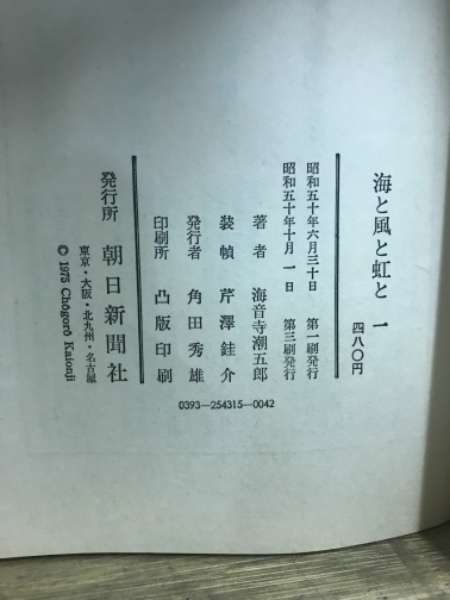 海と風と虹と 一 四八〇円
昭和五十年六月三十日 第一刷発行
昭和五十年十月 一日 第三刷発行
著者 海音寺潮五郎
装幀 芹澤銈介
発行者 角田秀雄
印刷所 凸版印刷
発行所 朝日新聞社
東京・大阪・北九州・名古屋
© 1975 Chōgorō Kaionji
0393-254315-0042